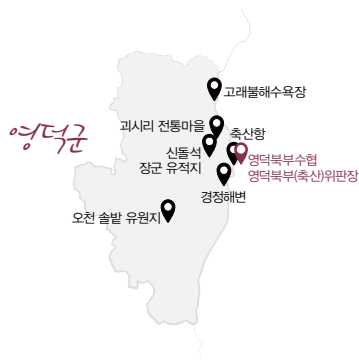 고래불해수욕장
괴시리 전통마을
축산항
영덕군
신돌석
장군 유적지
영덕북부수협
영덕북부(축산)위판장
경정해변
오천 솔밭 유원지